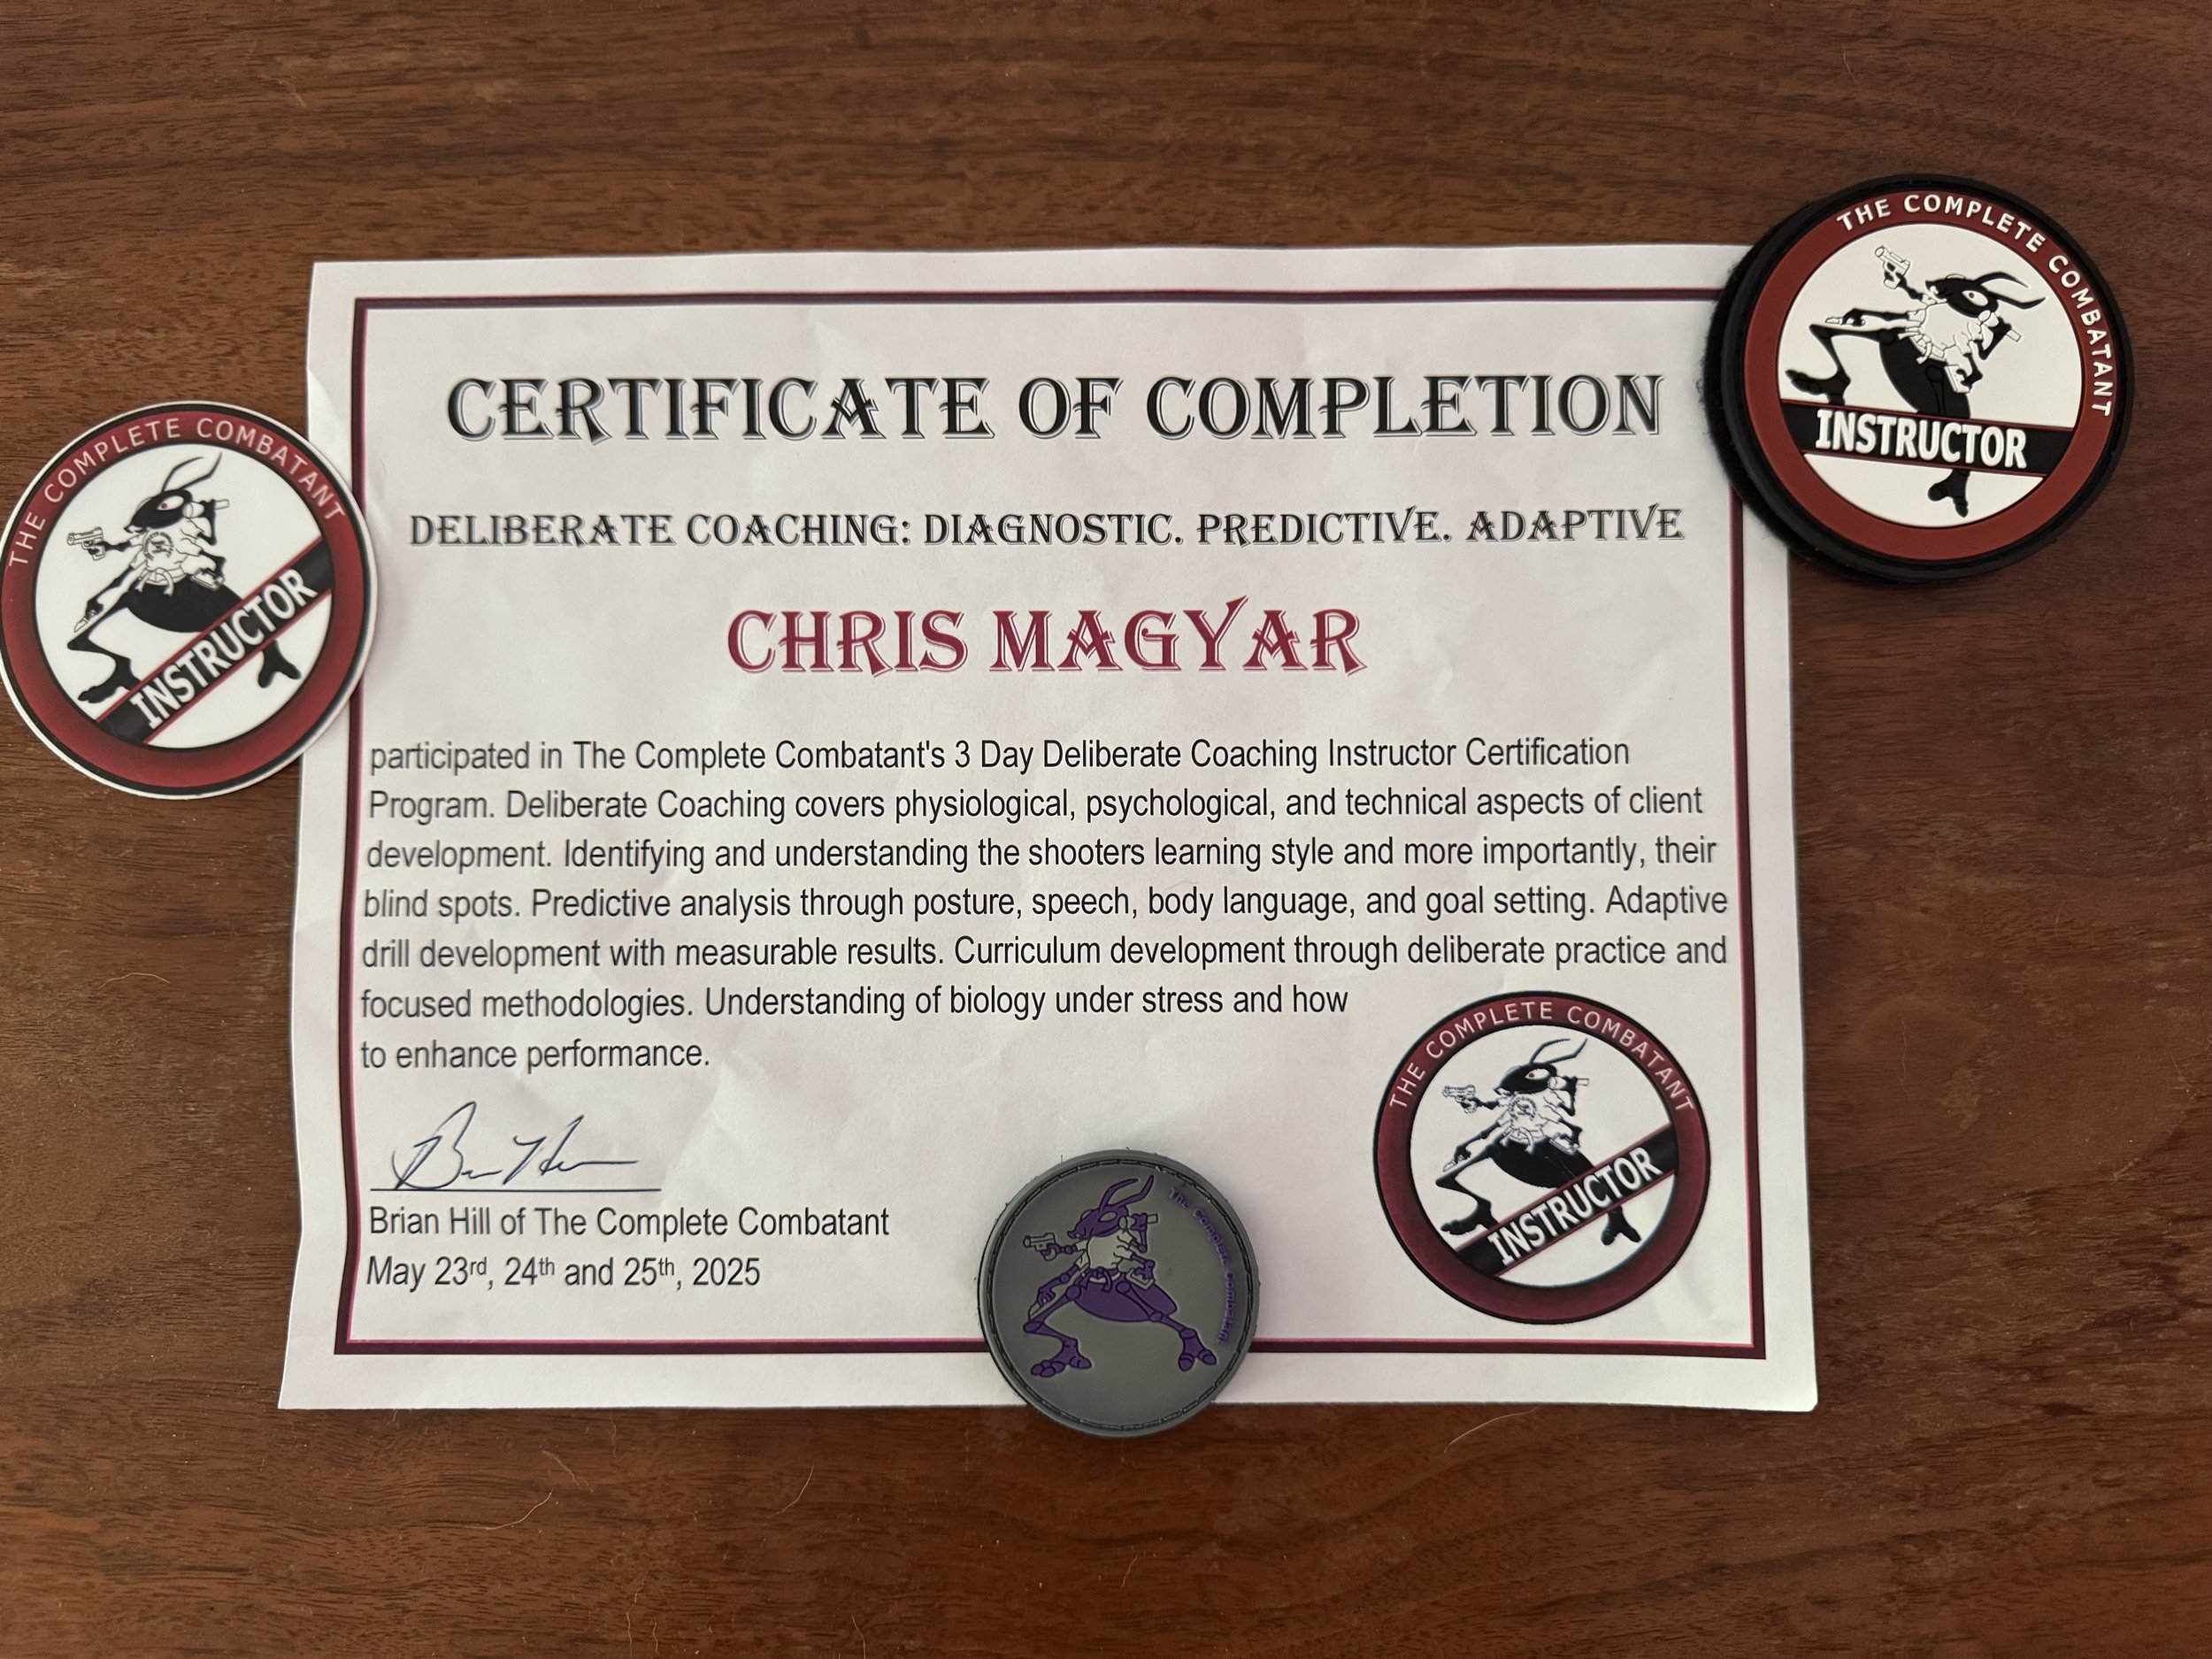 THE COMPLETE COMBATANT
INSTRUCTOR
CERTIFICATE OF COMPLETION
DELIBERATE COACHING: DIAGNOSTIC. PREDICTIVE. ADAPTIVE
CHRIS MAGYAR
participated in The Complete Combatant's 3 Day Deliberate Coaching Instructor Certification
Program. Deliberate Coaching covers physiological, psychological, and technical aspects of client
development. Identifying and understanding the shooters learning style and more importantly, their
blind spots. Predictive analysis through posture, speech, body language, and goal setting. Adaptive
drill development with measurable results. Curriculum development through deliberate practice and
focused methodologies. Understanding of biology under stress and how
to enhance performance.
Brian Hill of The Complete Combatant
May 23rd, 24th and 25th, 2025
THE COMPLETE COMBATANT
INSTRUCTOR
The Complete Combatant
THE COMPLETE COMBATANT
INSTRUCTOR